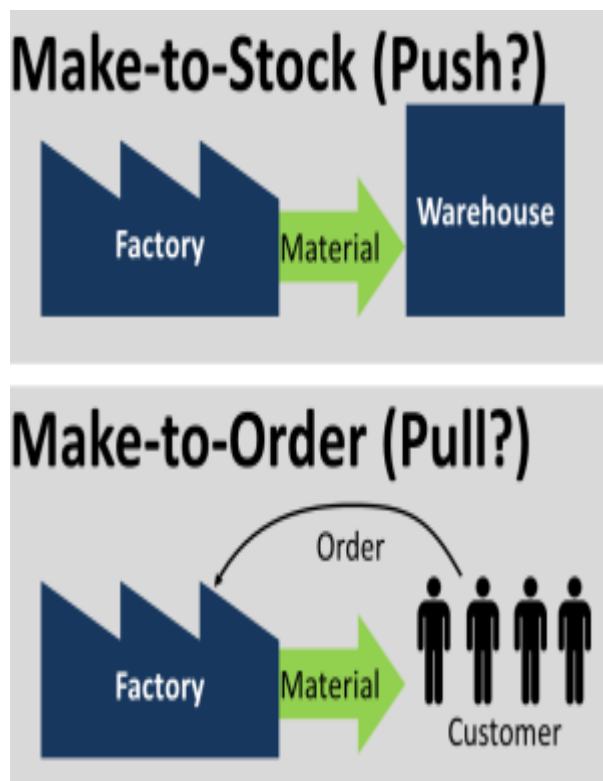 Make-to-Stock (Push?)
Factory
Material
Warehouse
Make-to-Order (Pull?)
Order
Factory
Material
Customer